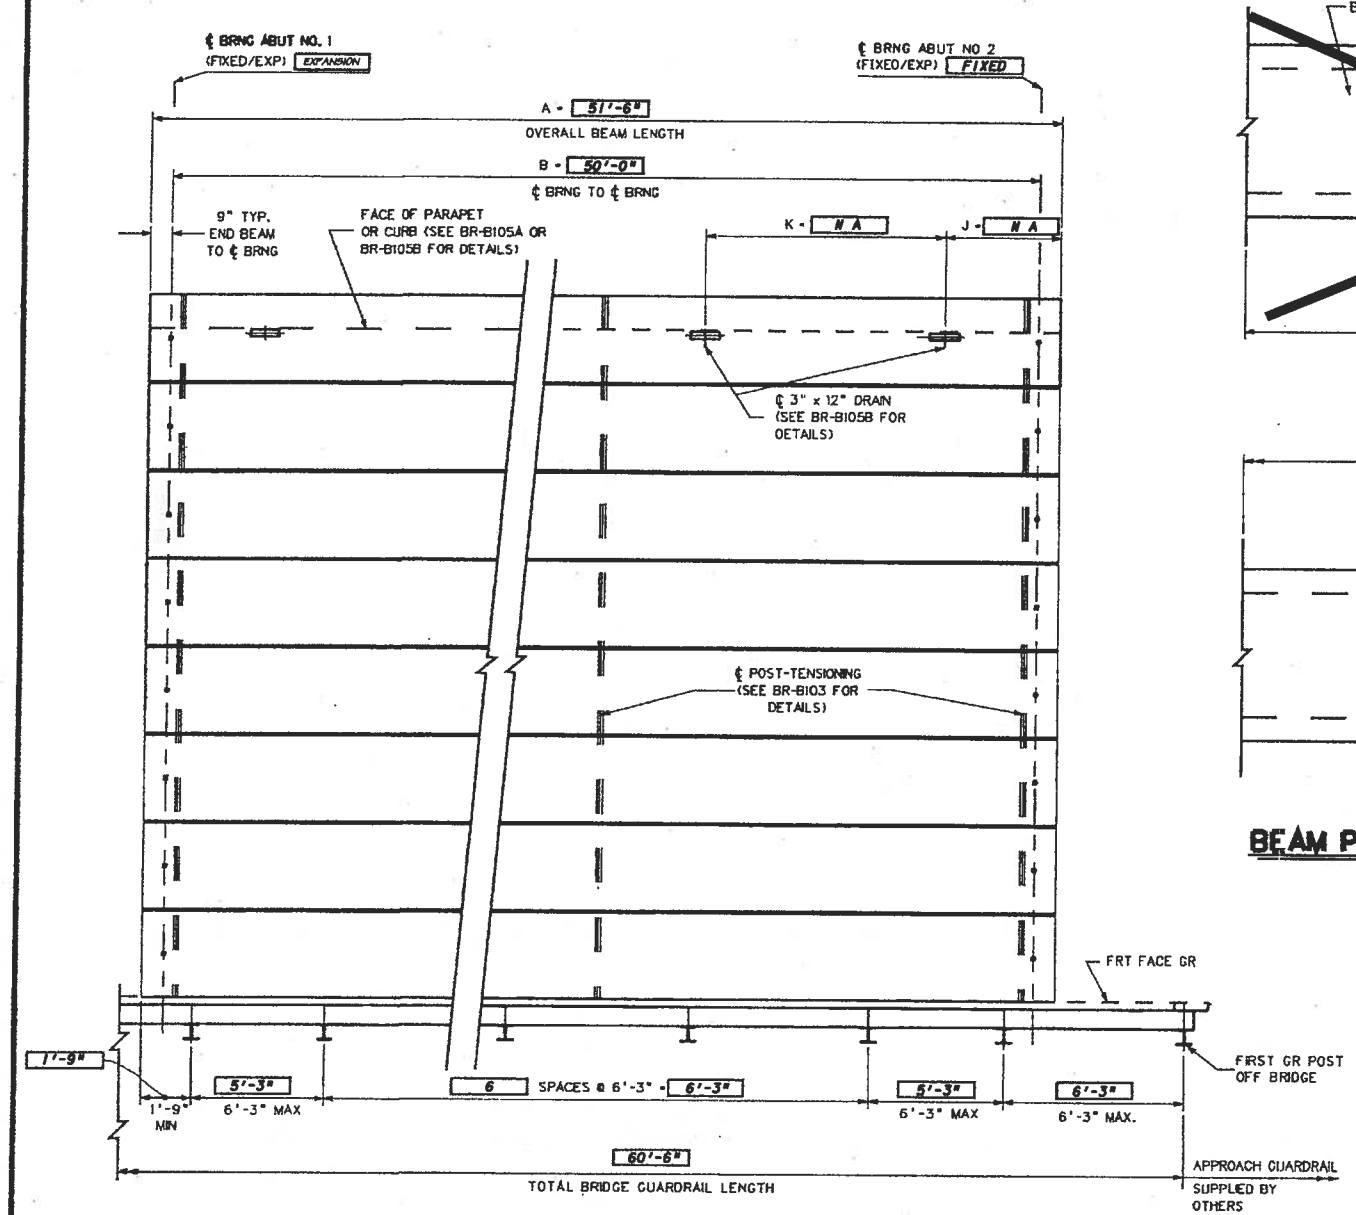 ℄ BRNG ABUT NO. 1
(FIXED/EXP) EXPANSION
℄ BRNG ABUT NO 2
(FIXED/EXP) FIXED
A - 51'-6"
OVERALL BEAM LENGTH
B - 50'-0"
℄ BRNG TO ℄ BRNG
9" TYP.
END BEAM
TO ℄ BRNG
FACE OF PARAPET
OR CURB (SEE BR-B105A OR
BR-B105B FOR DETAILS)
K - N A
J - N A
℄ 3" x 12" DRAIN
(SEE BR-B105B FOR
DETAILS)
℄ POST-TENSIONING
(SEE BR-B103 FOR
DETAILS)
BEAM P
FRT FACE GR
FIRST GR POST
OFF BRIDGE
1'-9"
1'-9"
MIN
5'-3"
6'-3" MAX
6 SPACES @ 6'-3" - 6'-3"
5'-3"
6'-3" MAX
6'-3"
6'-3" MAX.
60'-6"
TOTAL BRIDGE GUARDRAIL LENGTH
APPROACH GUARDRAIL
SUPPLIED BY
OTHERS